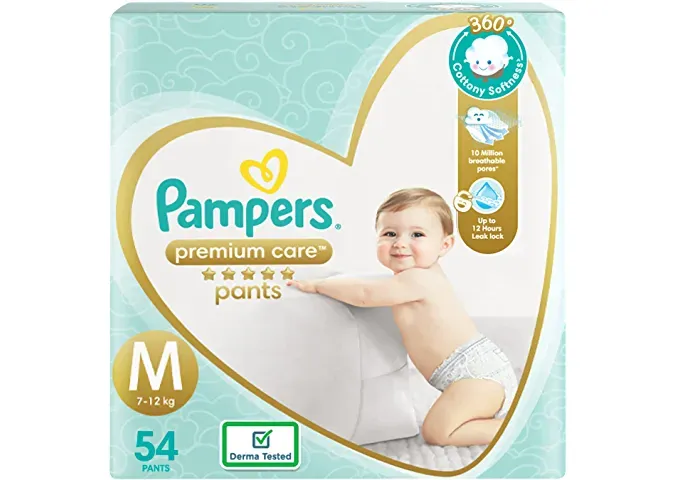 360°
Cottony Softness*
10 Million
breathable
pores*
Up to
12 Hours
Leak lock
Pampers®
premium care™
pants
M
7-12 kg
54
PANTS
Derma Tested